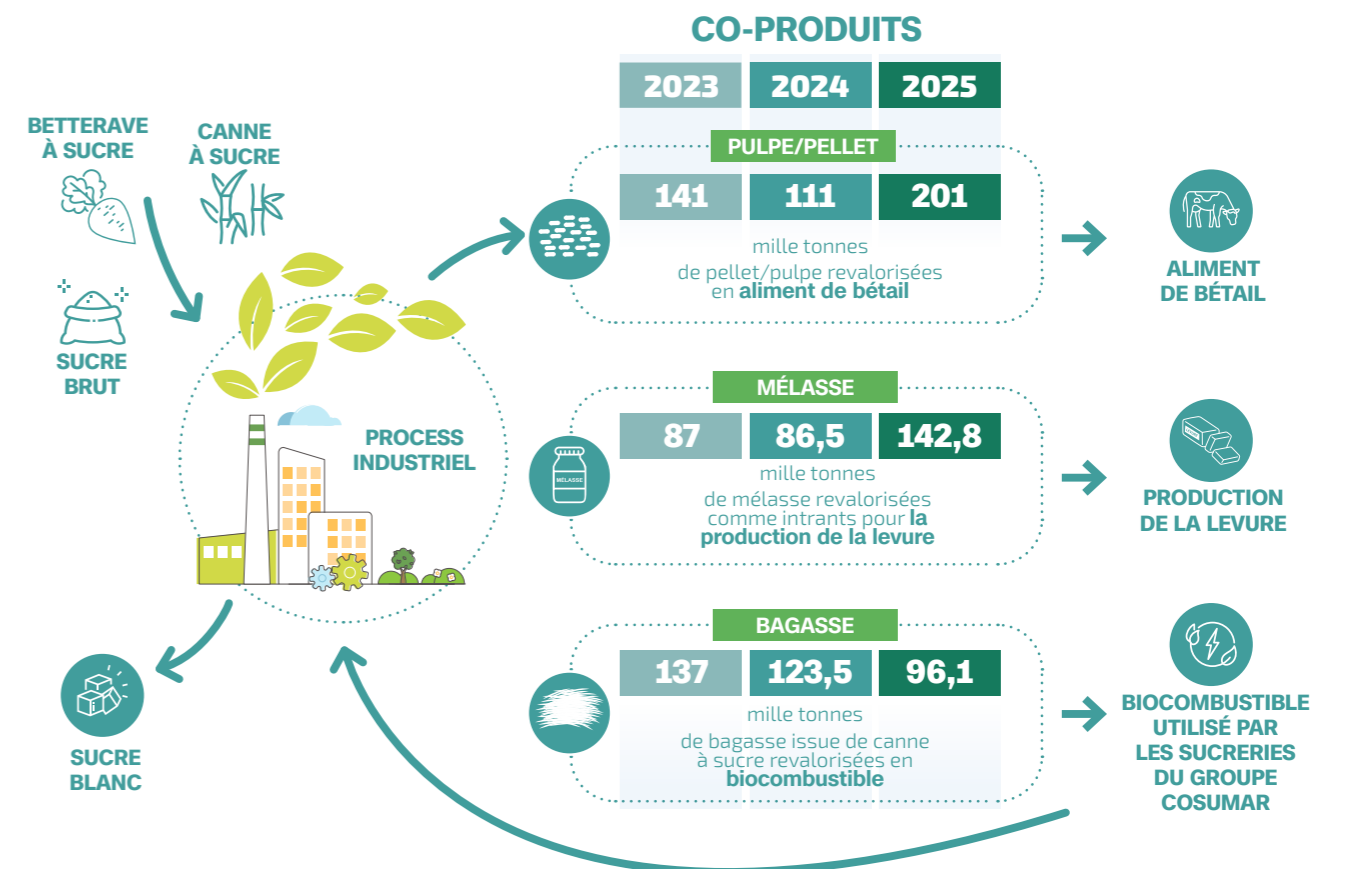 CO-PRODUITS
2023 2024 2025
BETTERAVE
À SUCRE
CANNE
À SUCRE
SUCRE
BRUT
PROCESS
INDUSTRIEL
SUCRE
BLANC
PULPE/PELLET
141 111 201
mille tonnes
de pellet/pulpe revalorisées
en aliment de bétail
ALIMENT
DE BÉTAIL
MÉLASSE
MÉLASSE
87 86,5 142,8
mille tonnes
de mélasse revalorisées
comme intrants pour la
production de la levure
PRODUCTION
DE LA LEVURE
BAGASSE
137 123,5 96,1
mille tonnes
de bagasse issue de canne
à sucre revalorisées en
biocombustible
BIOCOMBUSTIBLE
UTILISÉ PAR
LES SUCRERIES
DU GROUPE
COSUMAR